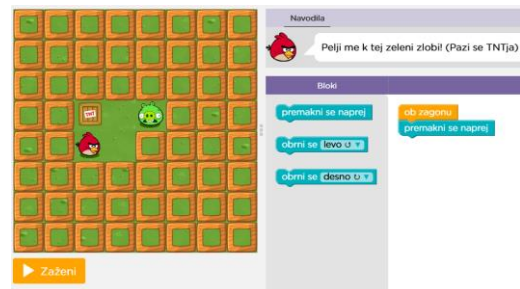 Navodila
Pelji me k tej zeleni zlobi! (Pazi se TNTja)
Bloki
premakni se naprej
obrni se levo ↺ ▼
obrni se desno ↻ ▼
ob zagonu
premakni se naprej
TNT
Zaženi